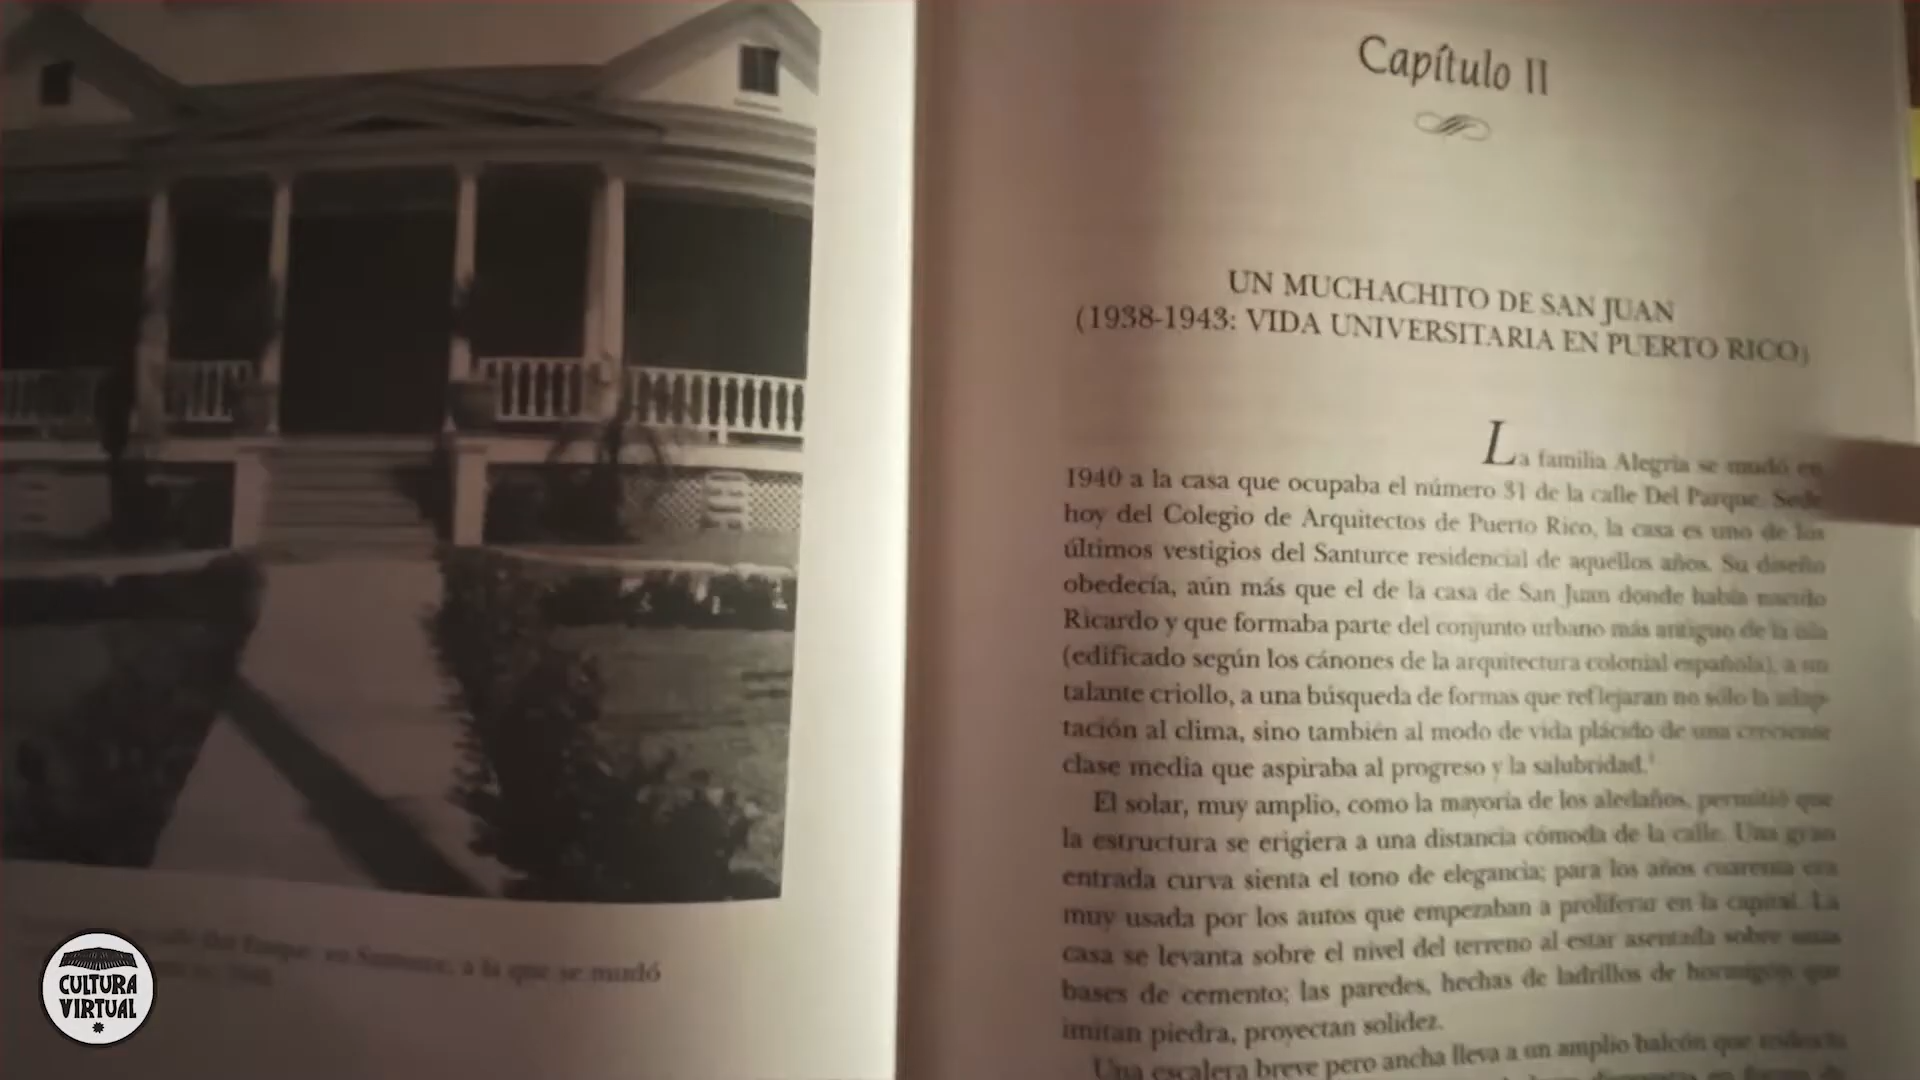 Capítulo II
UN MUCHACHITO DE SAN JUAN
(1938-1943: VIDA UNIVERSITARIA EN PUERTO RICO)
La familia Alegría se mudó en
1940 a la casa que ocupaba el número 31 de la calle Del Parque. Sede
hoy del Colegio de Arquitectos de Puerto Rico, la casa es uno de los
últimos vestigios del Santurce residencial de aquellos años. Su diseño
obedecía, aún más que el de la casa de San Juan donde había nacido
Ricardo y que formaba parte del conjunto urbano más antiguo de la isla
(edificado según los cánones de la arquitectura colonial española), a un
talante criollo, a una búsqueda de formas que reflejaran no sólo la adap-
tación al clima, sino también al modo de vida plácido de una creciente
clase media que aspiraba al progreso y la salubridad.¹
El solar, muy amplio, como la mayoría de los aledaños, permitió que
la estructura se erigiera a una distancia cómoda de la calle. Una gran
entrada curva sienta el tono de elegancia; para los años cuarenta era
muy usada por los autos que empezaban a proliferar en la capital. La
casa se levanta sobre el nivel del terreno al estar asentada sobre unas
bases de cemento; las paredes, hechas de ladrillos de hormigón que
imitan piedra, proyectan solidez.
Una escalera breve pero ancha lleva a un amplio balcón que
del Parque, en Santurce, a la que se mudó
CULTURA
VIRTUAL